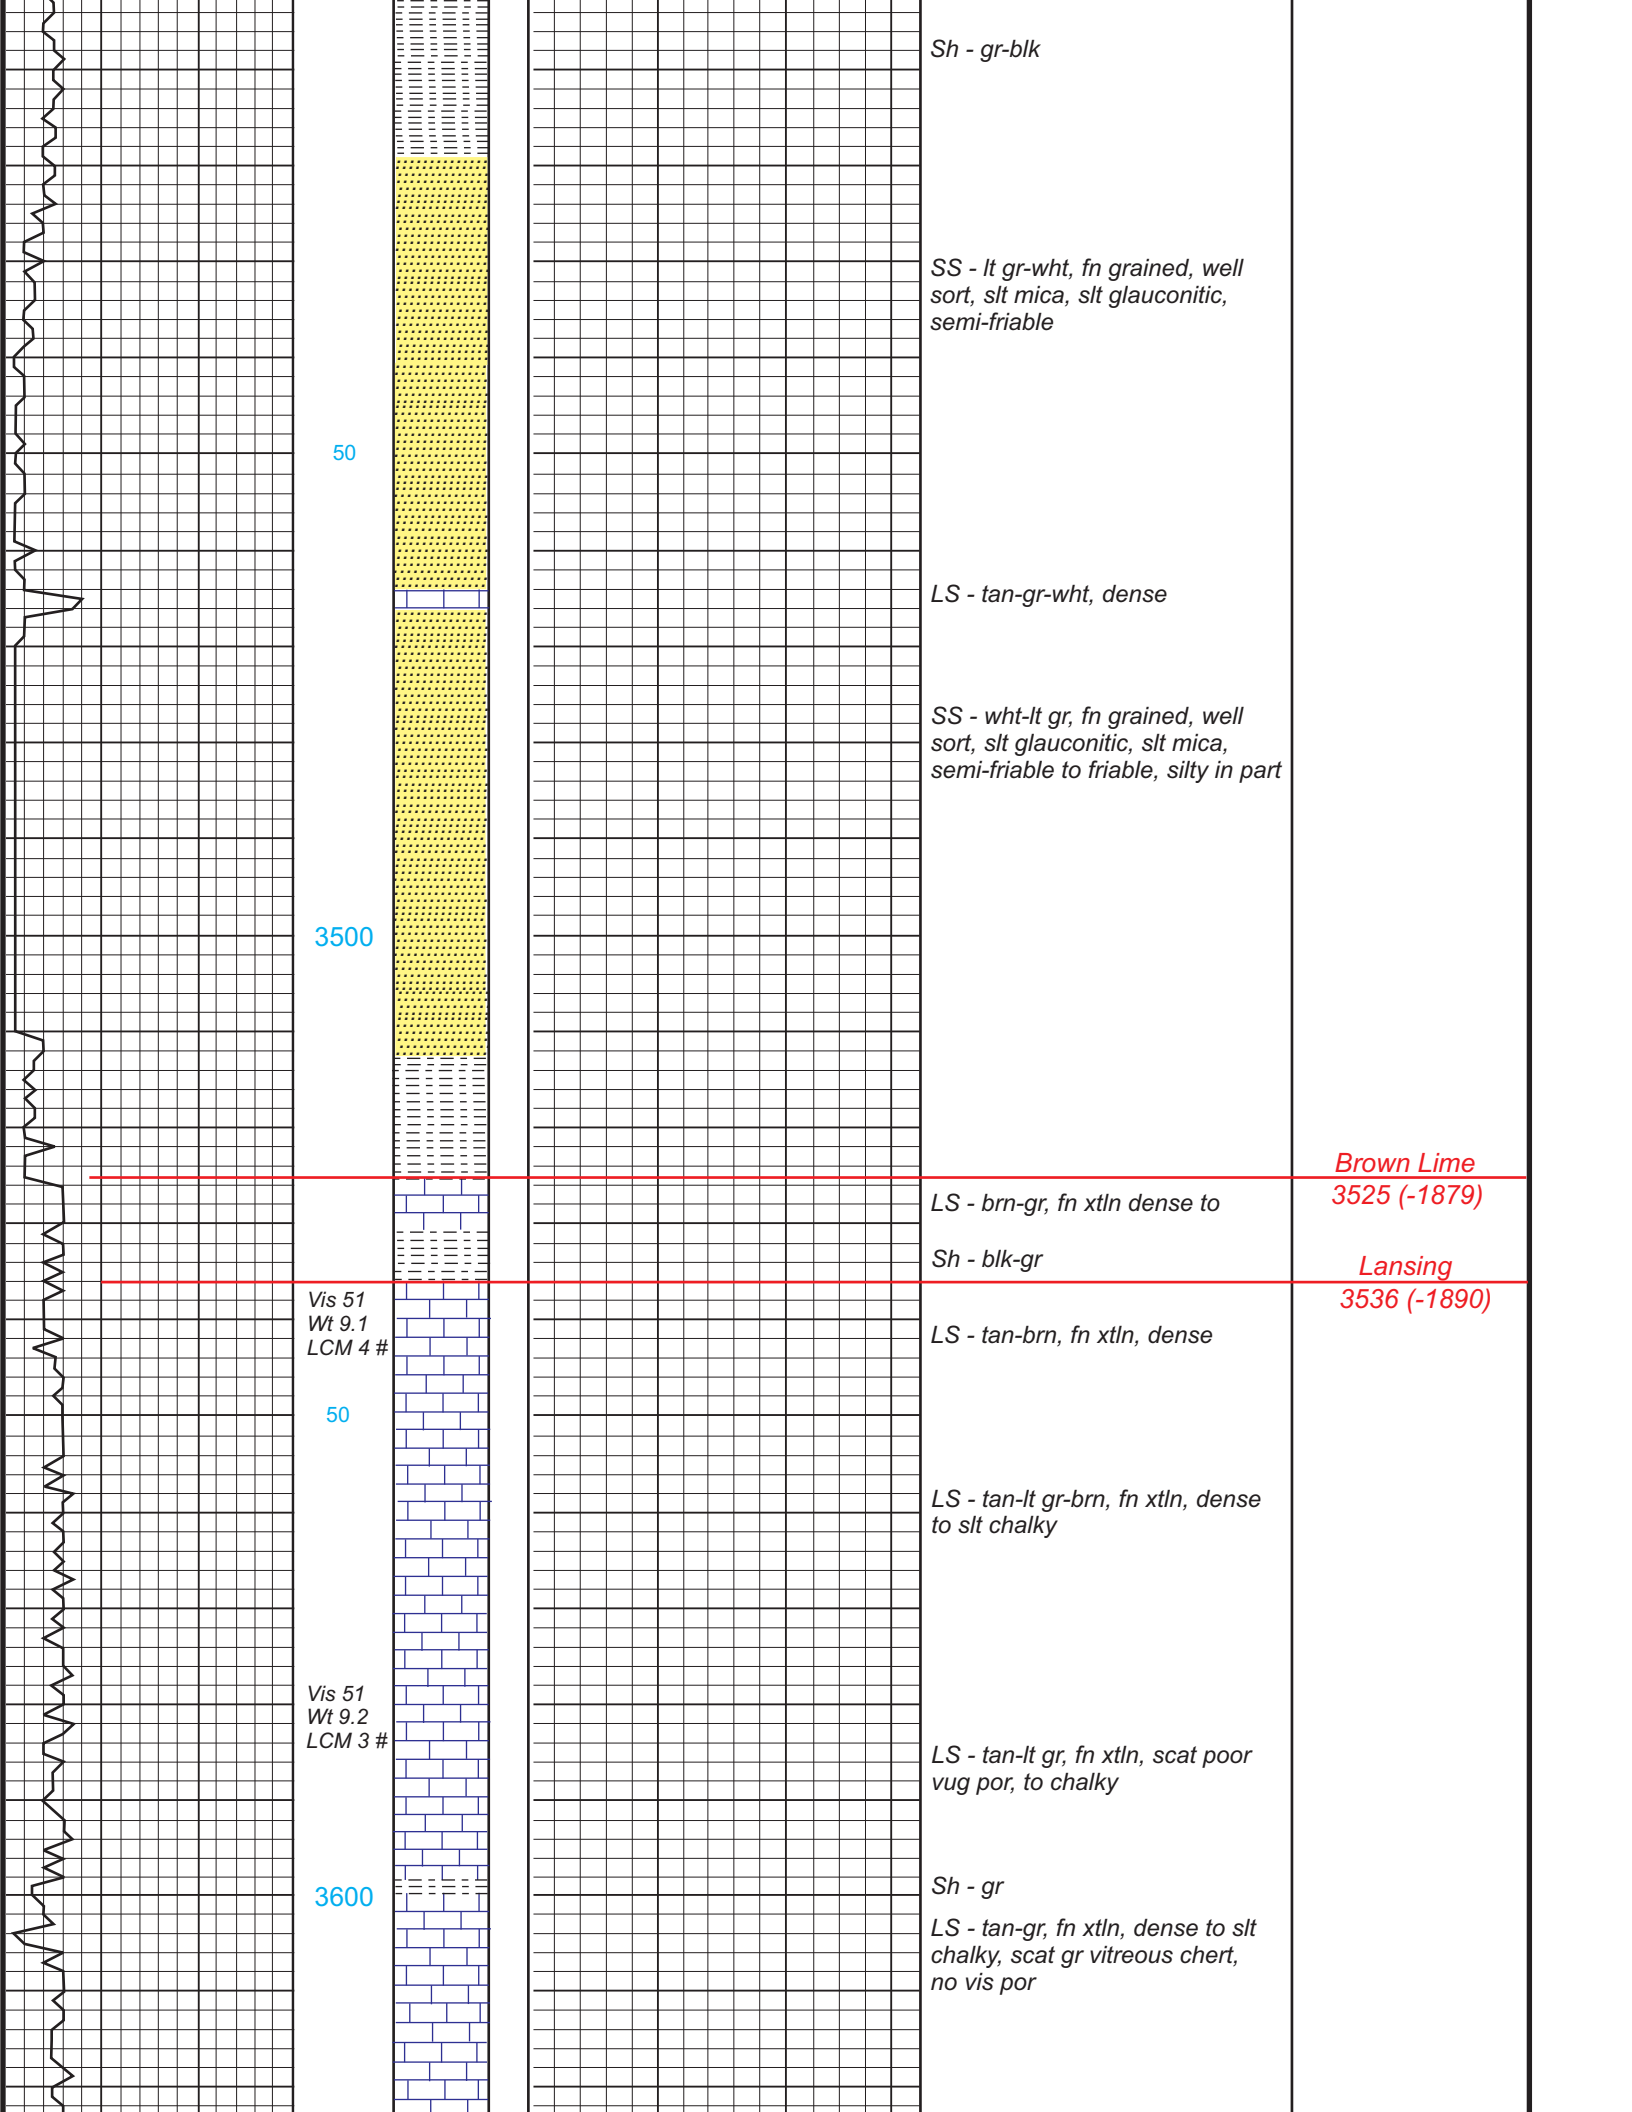 Sh - gr-blk
SS - lt gr-wht, fn grained, well
sort, slt mica, slt glauconitic,
semi-friable
50
LS - tan-gr-wht, dense
SS - wht-lt gr, fn grained, well
sort, slt glauconitic, slt mica,
semi-friable to friable, silty in part
3500
Brown Lime
3525 (-1879)
LS - brn-gr, fn xtln dense to
Sh - blk-gr
Lansing
3536 (-1890)
Vis 51
Wt 9.1
LCM 4 #
LS - tan-brn, fn xtln, dense
50
LS - tan-lt gr-brn, fn xtln, dense
to slt chalky
Vis 51
Wt 9.2
LCM 3 #
LS - tan-lt gr, fn xtln, scat poor
vug por, to chalky
Sh - gr
3600
LS - tan-gr, fn xtln, dense to slt
chalky, scat gr vitreous chert,
no vis por